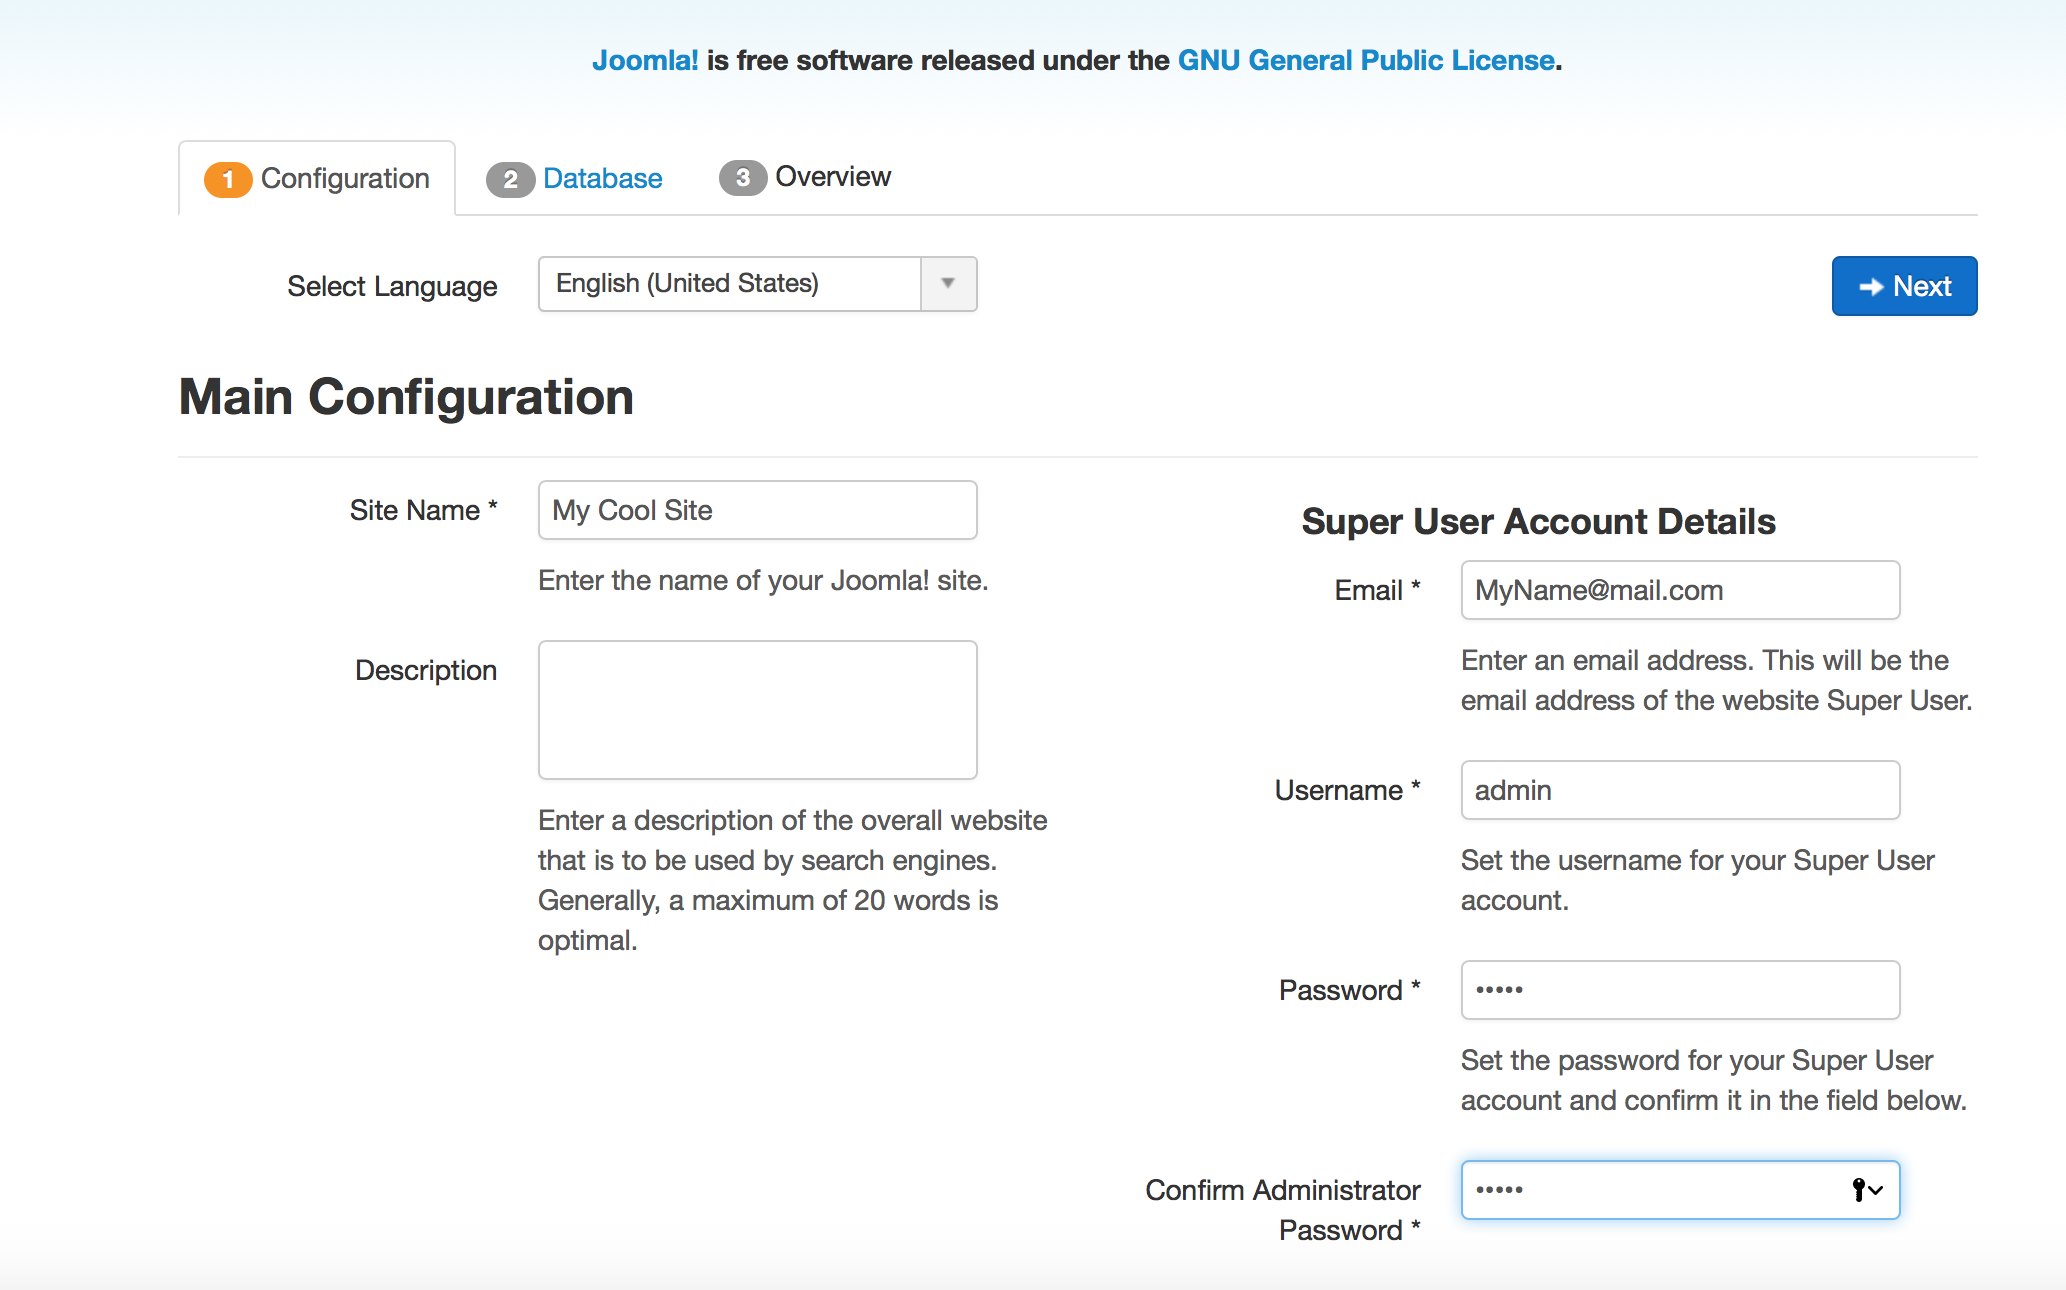 Joomla! is free software released under the GNU General Public License.
1 Configuration
2 Database
3 Overview
Select Language
English (United States)
Next
Main Configuration
Site Name *
My Cool Site
Enter the name of your Joomla! site.
Description
Enter a description of the overall website
that is to be used by search engines.
Generally, a maximum of 20 words is
optimal.
Super User Account Details
Email *
MyName@mail.com
Enter an email address. This will be the
email address of the website Super User.
Username *
admin
Set the username for your Super User
account.
Password *
•••••
Set the password for your Super User
account and confirm it in the field below.
Confirm Administrator
Password *
•••••